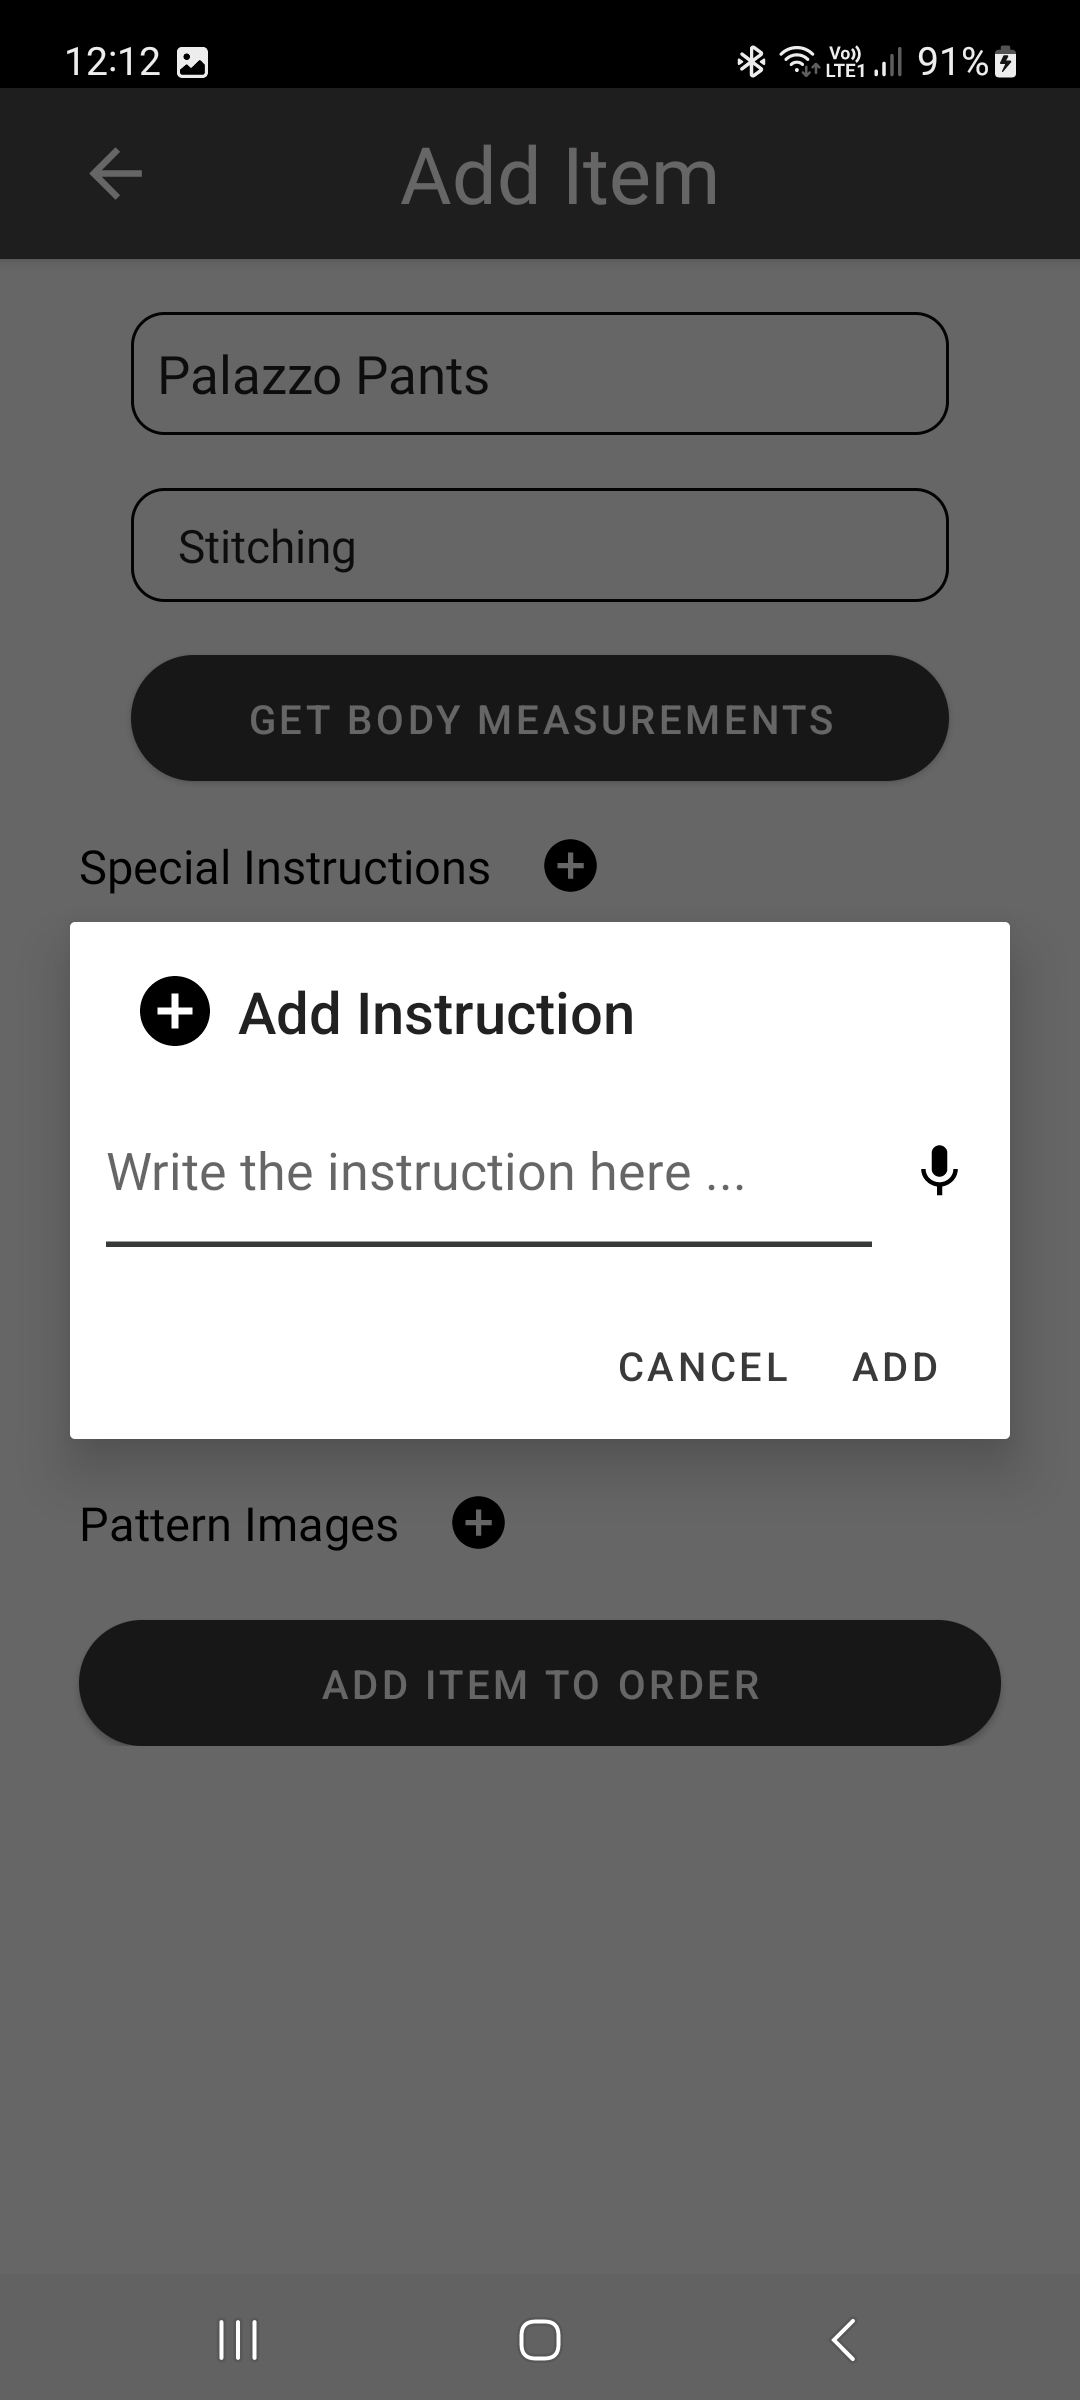 12:12
Vo)) LTE1 91%
Add Item
Palazzo Pants
Stitching
GET BODY MEASUREMENTS
Special Instructions
Add Instruction
Write the instruction here ...
CANCEL ADD
Pattern Images
ADD ITEM TO ORDER